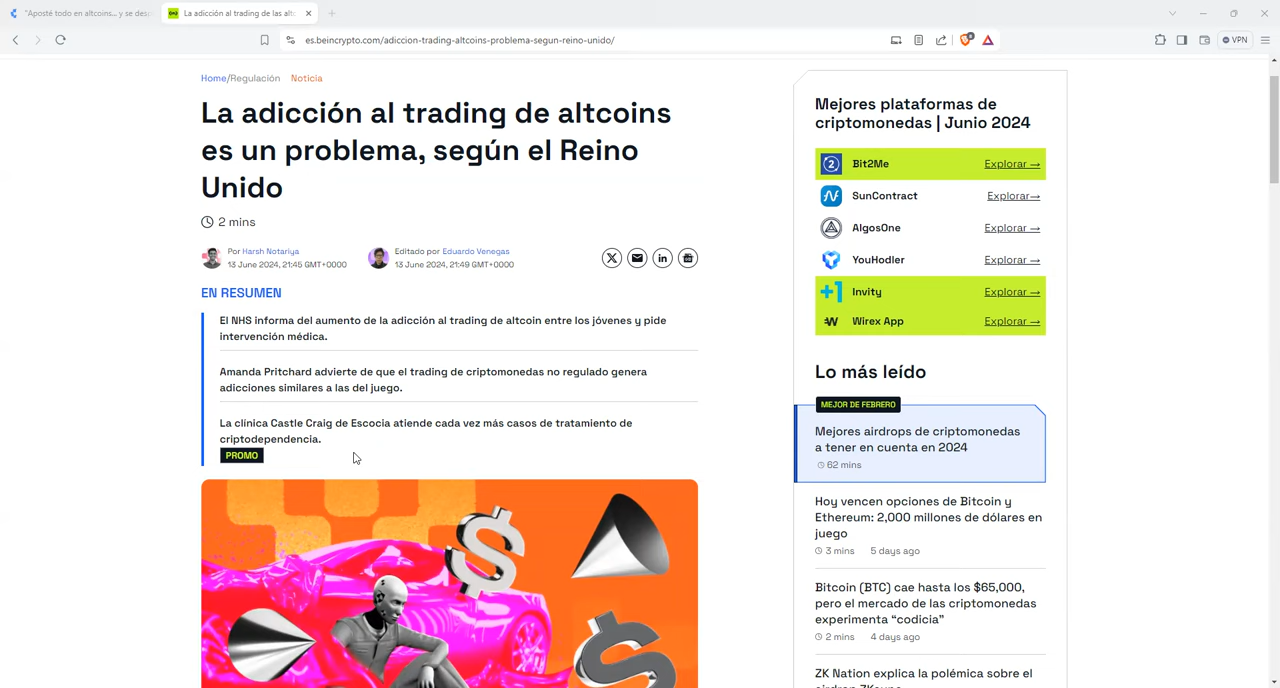 "Aposté todo en altcoins... y se des
La adicción al trading de las alt
es.beincrypto.com/adiccion-trading-altcoins-problema-segun-reino-unido/
VPN
Home/Regulación Noticia
La adicción al trading de altcoins
es un problema, según el Reino
Unido
2 mins
Por Harsh Notariya
13 June 2024, 21:45 GMT+0000
Editado por Eduardo Venegas
13 June 2024, 21:49 GMT+0000
EN RESUMEN
El NHS informa del aumento de la adicción al trading de altcoin entre los jóvenes y pide
intervención médica.
Amanda Pritchard advierte de que el trading de criptomonedas no regulado genera
adicciones similares a las del juego.
La clínica Castle Craig de Escocia atiende cada vez más casos de tratamiento de
criptodependencia.
PROMO
Mejores plataformas de
criptomonedas | Junio 2024
Bit2Me Explorar →
SunContract Explorar→
AlgosOne Explorar →
YouHodler Explorar →
Invity Explorar →
Wirex App Explorar →
Lo más leído
MEJOR DE FEBRERO
Mejores airdrops de criptomonedas
a tener en cuenta en 2024
62 mins
Hoy vencen opciones de Bitcoin y
Ethereum: 2,000 millones de dólares en
juego
3 mins 5 days ago
Bitcoin (BTC) cae hasta los $65,000,
pero el mercado de las criptomonedas
experimenta “codicia”
2 mins 4 days ago
ZK Nation explica la polémica sobre el